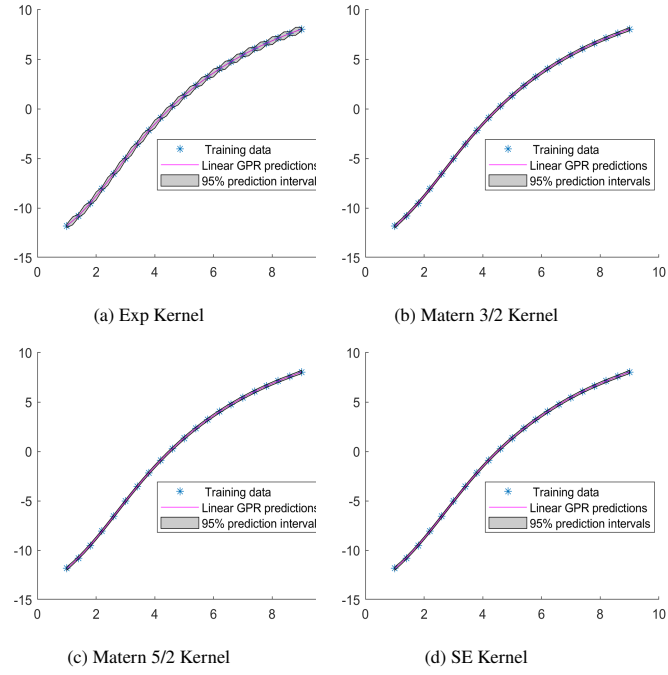 10
5
0
-5
-10
-15
0 2 4 6 8
Training data
Linear GPR predictions
95% prediction intervals
(a) Exp Kernel
10
5
0
-5
-10
-15
0 2 4 6 8 10
Training data
Linear GPR predictions
95% prediction intervals
(b) Matern 3/2 Kernel
10
5
0
-5
-10
-15
0 2 4 6 8
Training data
Linear GPR predictions
95% prediction intervals
(c) Matern 5/2 Kernel
10
5
0
-5
-10
-15
0 2 4 6 8 10
Training data
Linear GPR predictions
95% prediction intervals
(d) SE Kernel